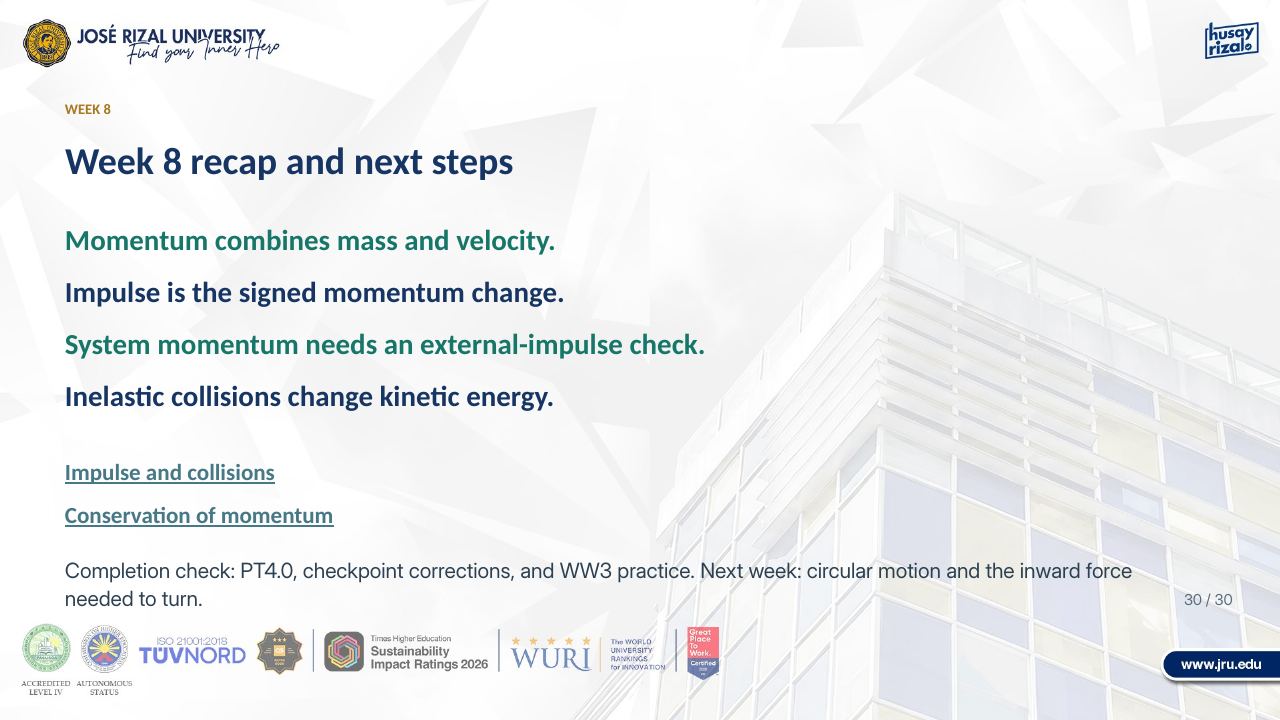 JOSÉ RIZAL UNIVERSITY
Find your Inner Hero
husay
rizal
WEEK 8
Week 8 recap and next steps
Momentum combines mass and velocity.
Impulse is the signed momentum change.
System momentum needs an external-impulse check.
Inelastic collisions change kinetic energy.
Impulse and collisions
Conservation of momentum
Completion check: PT4.0, checkpoint corrections, and WW3 practice. Next week: circular motion and the inward force
needed to turn.
30 / 30
ACCREDITED
LEVEL IV
AUTONOMOUS
STATUS
ISO 21001:2018
TÜVNORD
Times Higher Education
Sustainability
Impact Ratings 2026
WURI
The WORLD
UNIVERSITY
RANKINGS
for INNOVATION
Great
Place
To
Work.
Certified
www.jru.edu